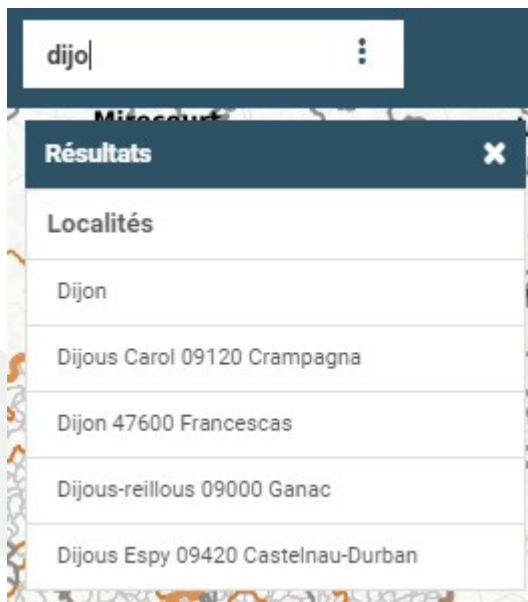 dijo
Mirecourt
Résultats
Localités
Dijon
Dijous Carol 09120 Crampagna
Dijon 47600 Francescas
Dijous-reillous 09000 Ganac
Dijous Espy 09420 Castelnau-Durban